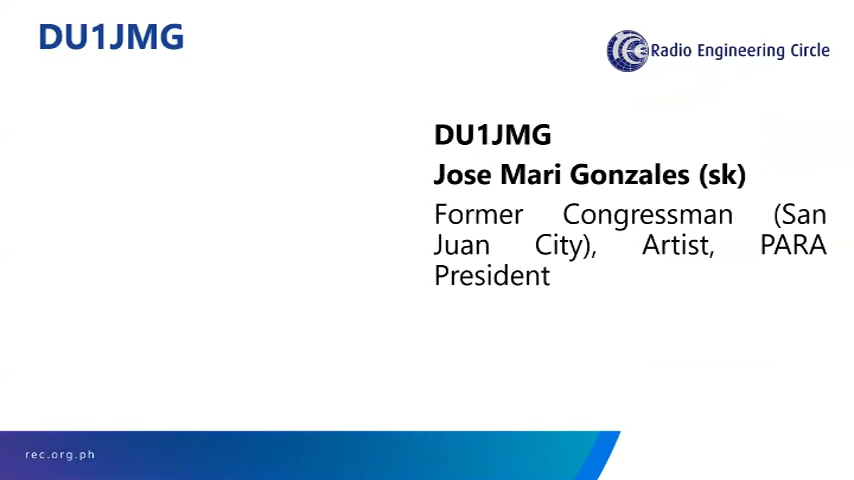 DU1JMG
Radio Engineering Circle
DU1JMG
Jose Mari Gonzales (sk)
Former Congressman (San
Juan City), Artist, PARA
President
rec.org.ph